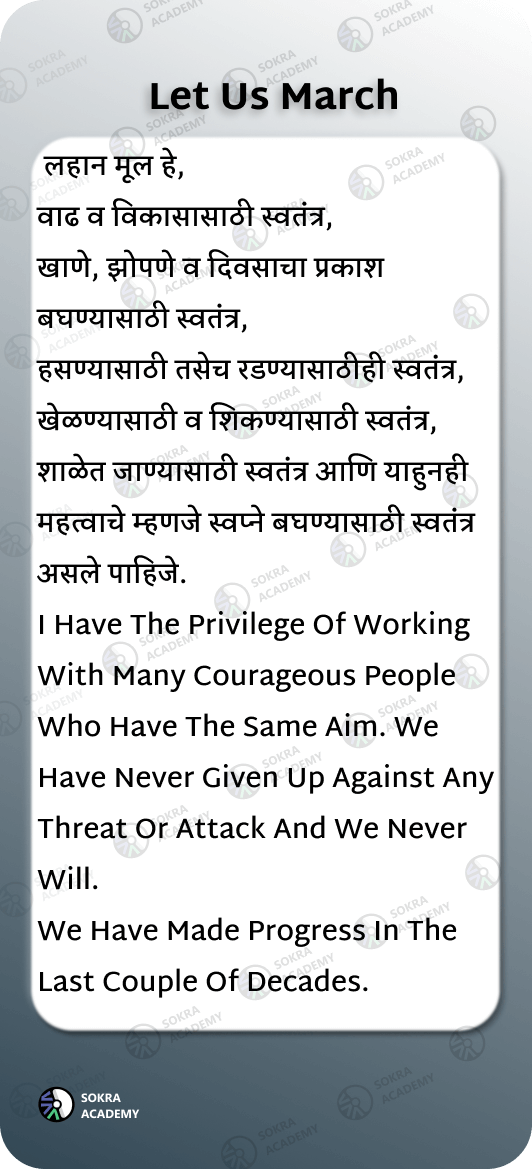 Let Us March
लहान मूल हे,
वाढ व विकासासाठी स्वतंत्र,
खाणे, झोपणे व दिवसाचा प्रकाश
बघण्यासाठी स्वतंत्र,
हसण्यासाठी तसेच रडण्यासाठीही स्वतंत्र,
खेळण्यासाठी व शिकण्यासाठी स्वतंत्र,
शाळेत जाण्यासाठी स्वतंत्र आणि याहुनही
महत्वाचे म्हणजे स्वप्ने बघण्यासाठी स्वतंत्र
असले पाहिजे.
I Have The Privilege Of Working
With Many Courageous People
Who Have The Same Aim. We
Have Never Given Up Against Any
Threat Or Attack And We Never
Will.
We Have Made Progress In The
Last Couple Of Decades.
SOKRA
ACADEMY